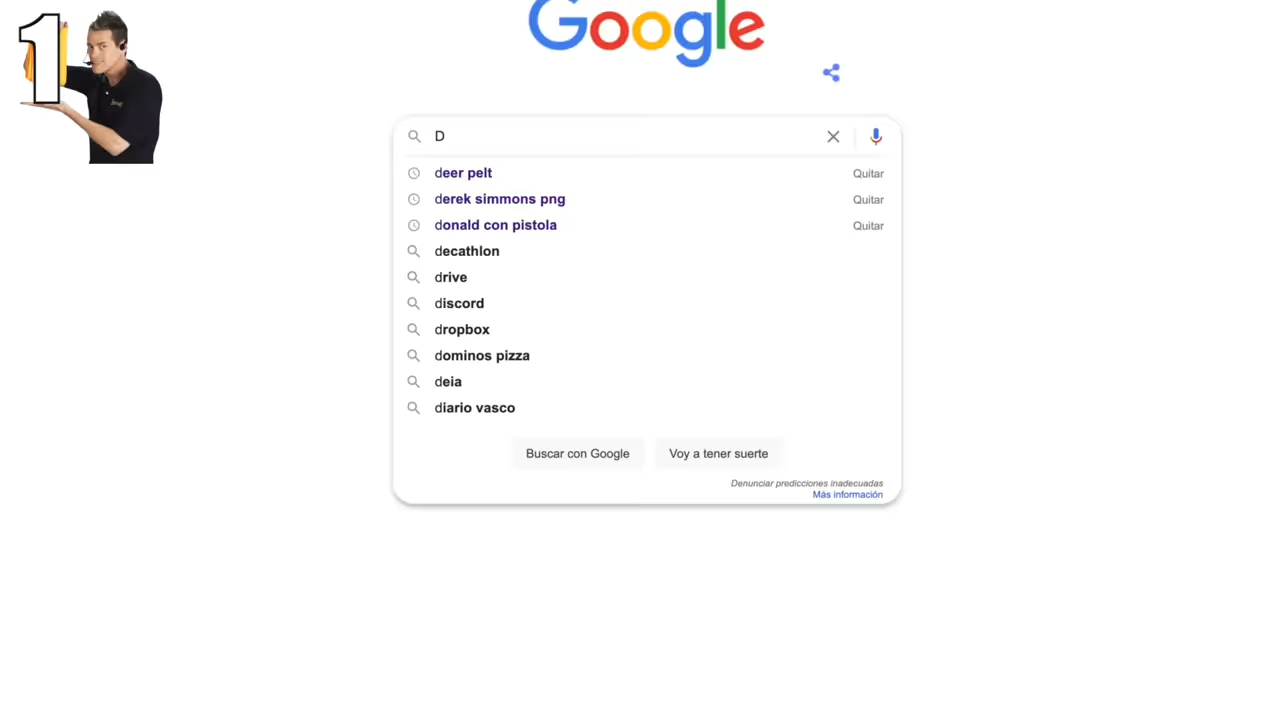 1
Google
D
deer pelt Quitar
derek simmons png Quitar
donald con pistola Quitar
decathlon
drive
discord
dropbox
dominos pizza
deia
diario vasco
Buscar con Google Voy a tener suerte
Denunciar predicciones inadecuadas
Más información